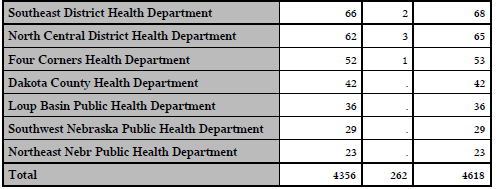 Southeast District Health Department 66 2 68
North Central District Health Department 62 3 65
Four Corners Health Department 52 1 53
Dakota County Health Department 42 . 42
Loup Basin Public Health Department 36 . 36
Southwest Nebraska Public Health Department 29 . 29
Northeast Nebr Public Health Department 23 . 23
Total 4356 262 4618